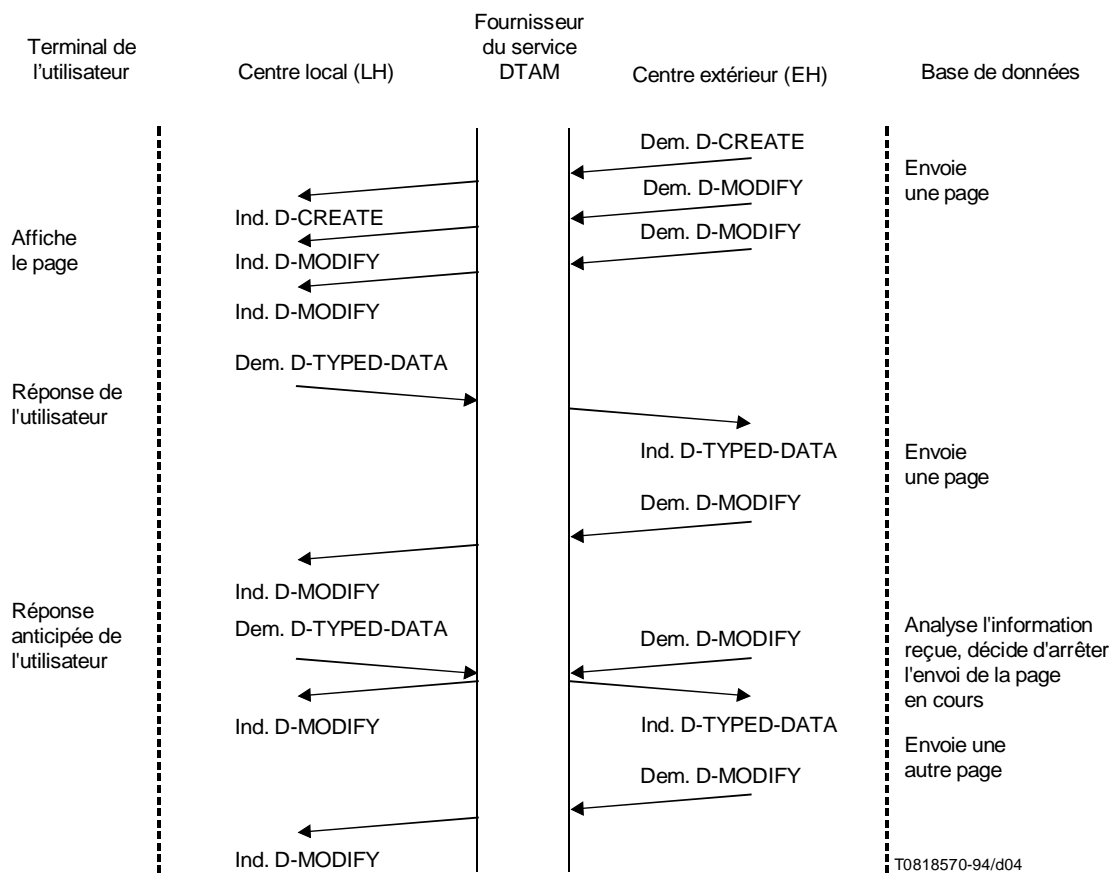 Terminal de
l'utilisateur
Centre local (LH)
Fournisseur
du service
DTAM
Centre extérieur (EH)
Base de données
Dem. D-CREATE
Envoie
une page
Dem. D-MODIFY
Ind. D-CREATE
Dem. D-MODIFY
Affiche
le page
Ind. D-MODIFY
Ind. D-MODIFY
Dem. D-TYPED-DATA
Réponse de
l'utilisateur
Ind. D-TYPED-DATA
Envoie
une page
Dem. D-MODIFY
Ind. D-MODIFY
Réponse
anticipée de
l'utilisateur
Dem. D-TYPED-DATA
Dem. D-MODIFY
Analyse l'information
reçue, décide d'arrêter
l'envoi de la page
en cours
Ind. D-MODIFY
Ind. D-TYPED-DATA
Envoie une
autre page
Dem. D-MODIFY
Ind. D-MODIFY
T0818570-94/d04